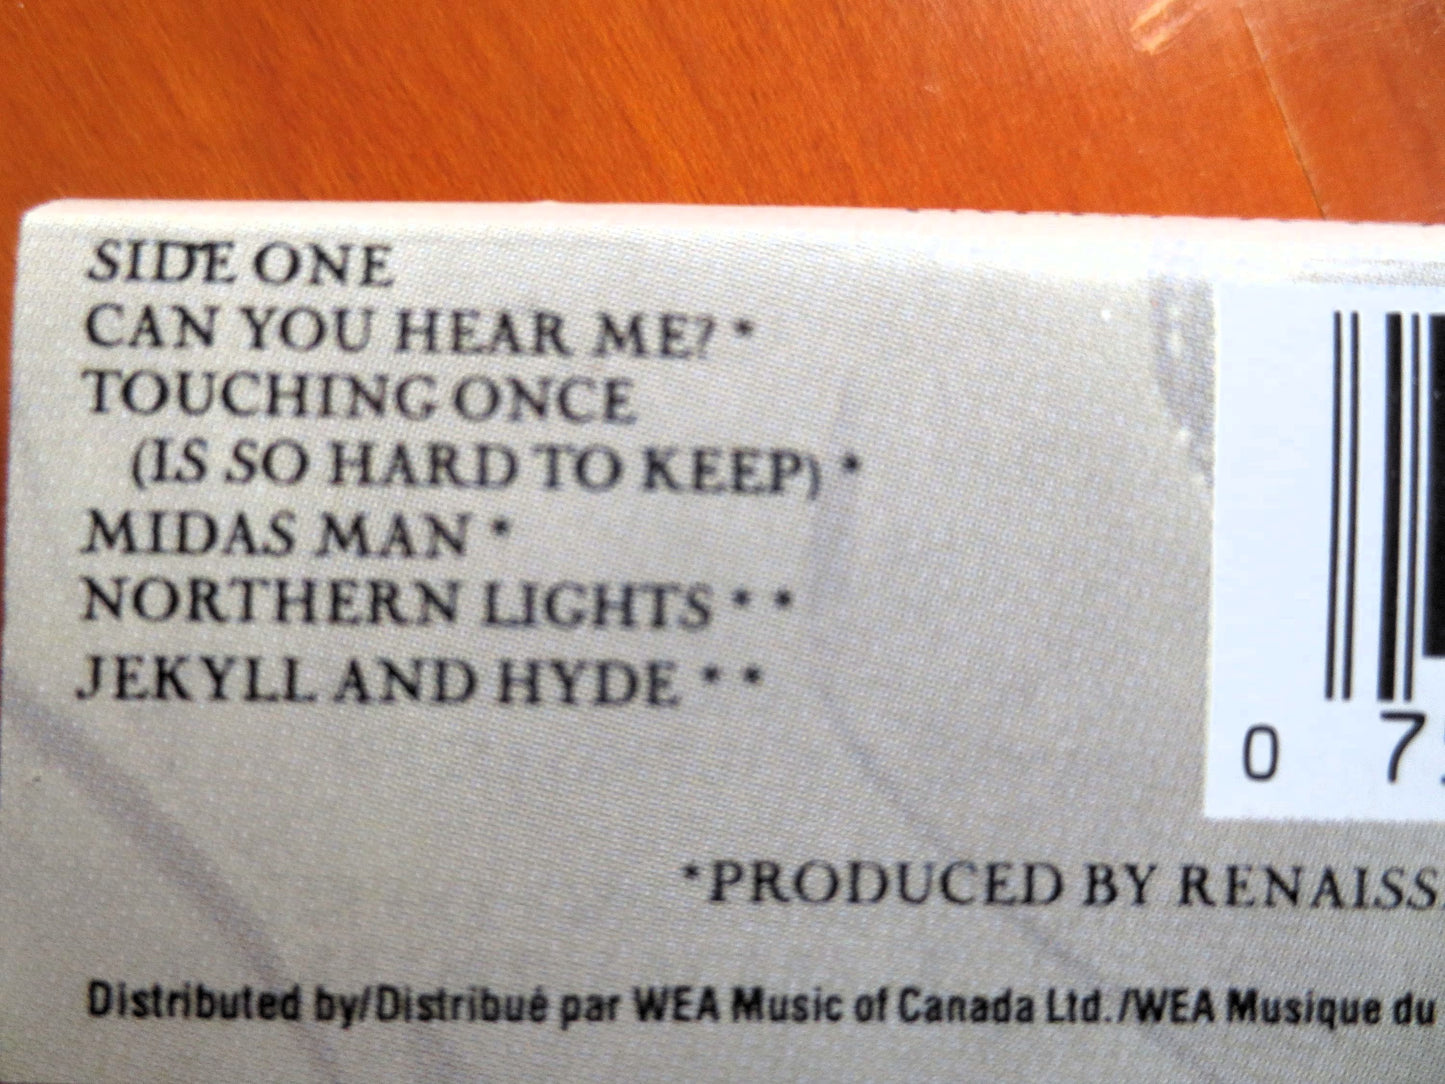 SIDE ONE
CAN YOU HEAR ME? *
TOUCHING ONCE
(IS SO HARD TO KEEP) *
MIDAS MAN *
NORTHERN LIGHTS * *
JEKYLL AND HYDE * *
0 7
*PRODUCED BY RENAISS
Distributed by/Distribué par WEA Music of Canada Ltd./WEA Musique du